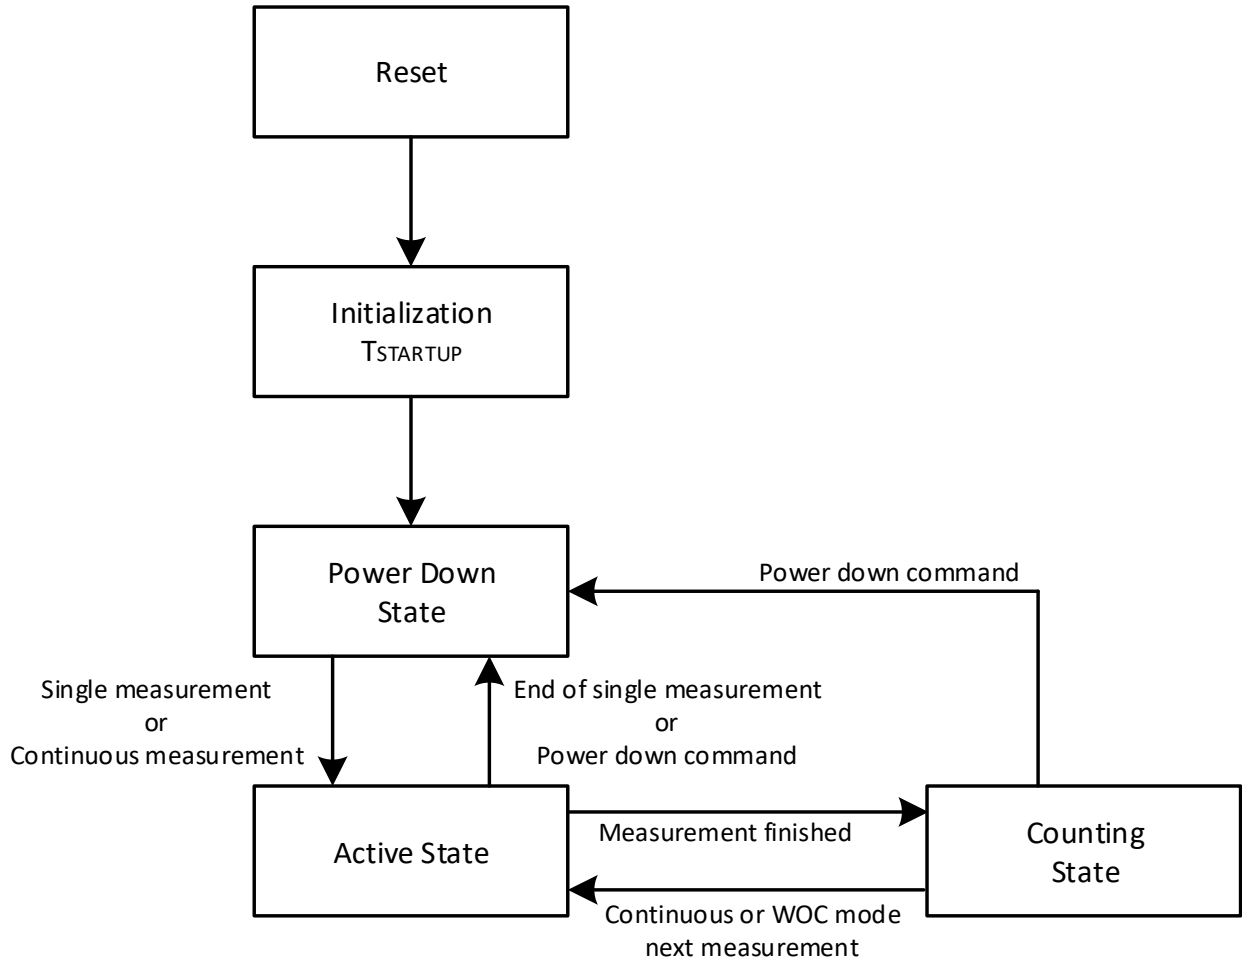 Reset
Initialization
TSTARTUP
Power Down
State
Power down command
Single measurement
or
Continuous measurement
End of single measurement
or
Power down command
Active State
Measurement finished
Continuous or WOC mode
next measurement
Counting
State